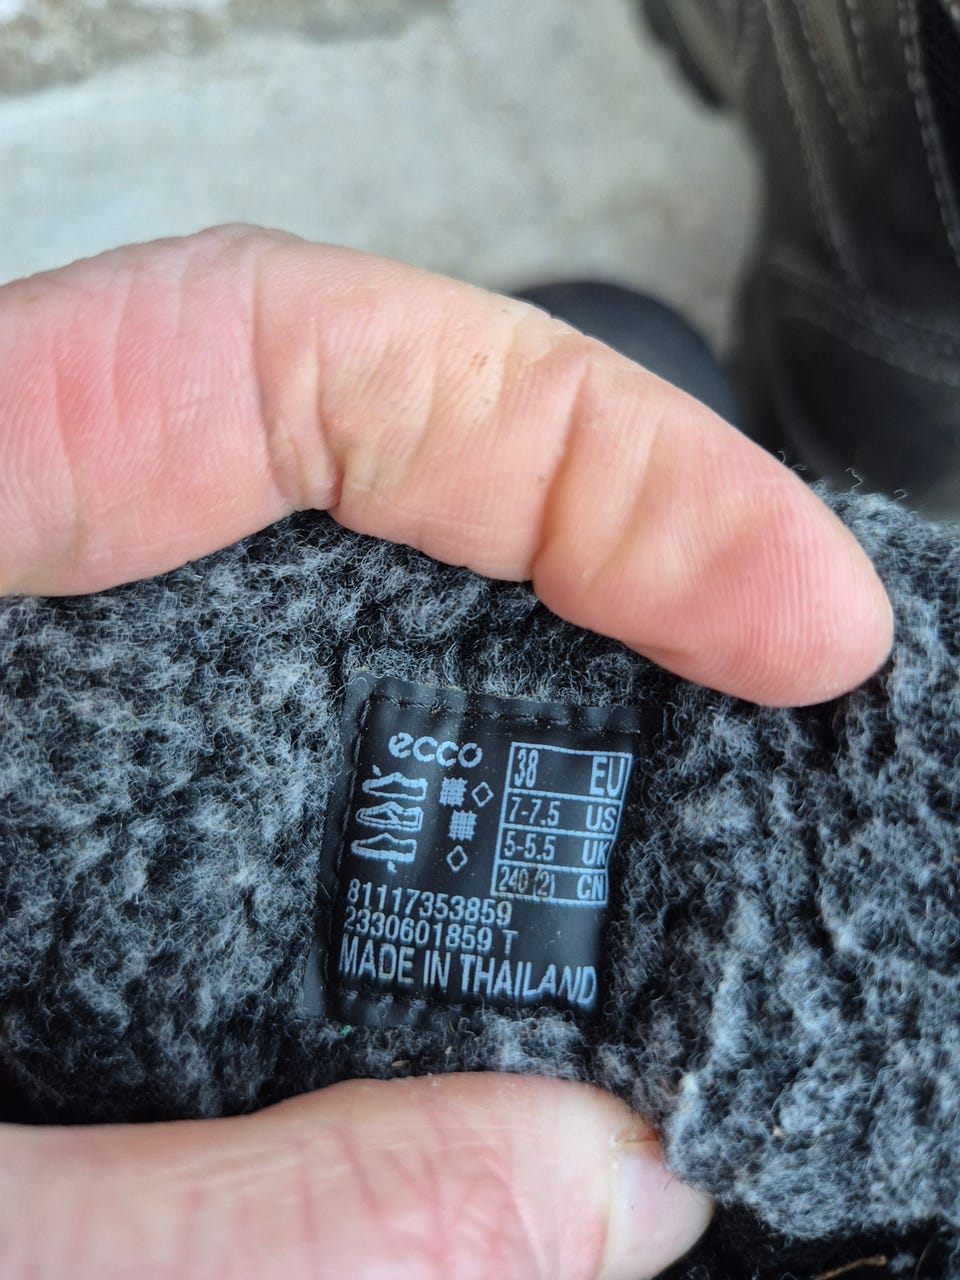 ecco
38 EU
7-7.5 US
5-5.5 UK
240 (2) CN
81117353859
2330601859 T
MADE IN THAILAND